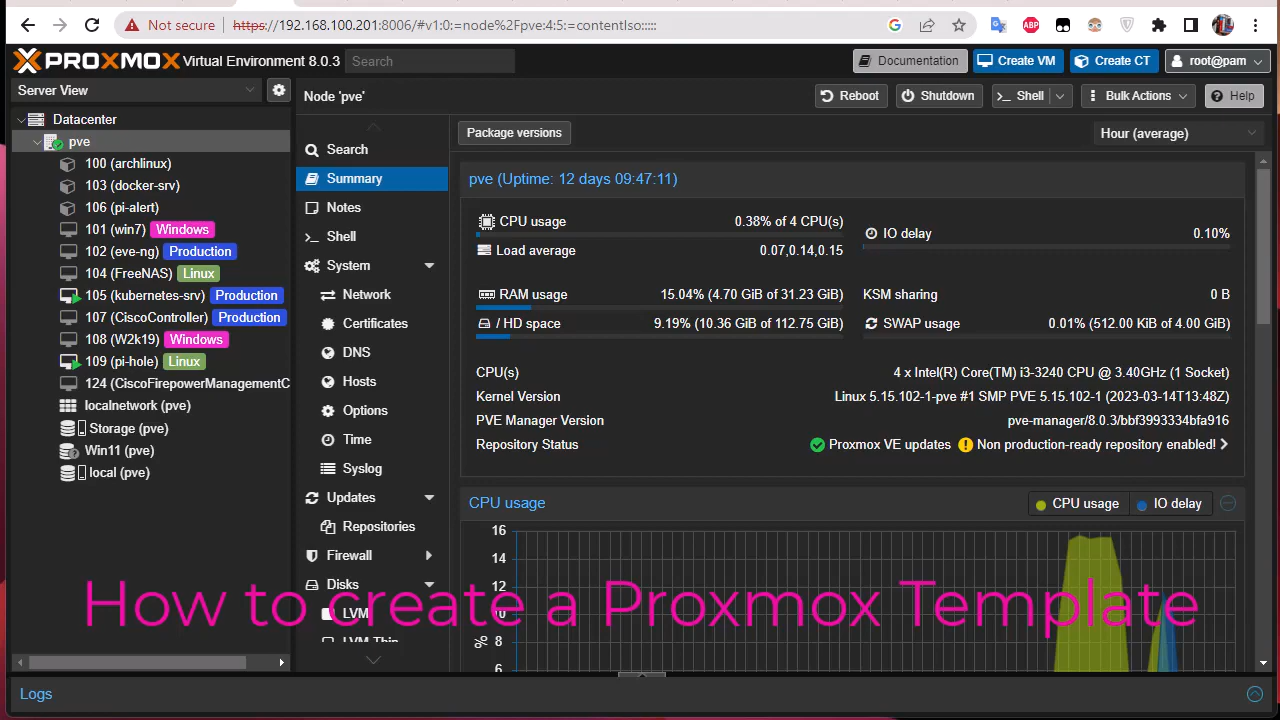 Not secure https://192.168.100.201:8006/#v1:0:=node%2Fpve:4:5:=contentIso:::::
PROXMOX Virtual Environment 8.0.3 Search Documentation Create VM Create CT root@pam
Server View
Node 'pve' Reboot Shutdown Shell Bulk Actions Help
Datacenter
pve
100 (archlinux)
103 (docker-srv)
106 (pi-alert)
101 (win7) Windows
102 (eve-ng) Production
104 (FreeNAS) Linux
105 (kubernetes-srv) Production
107 (CiscoController) Production
108 (W2k19) Windows
109 (pi-hole) Linux
124 (CiscoFirepowerManagementC
localnetwork (pve)
Storage (pve)
Win11 (pve)
local (pve)
Search
Summary
Notes
Shell
System
Network
Certificates
DNS
Hosts
Options
Time
Syslog
Updates
Repositories
Firewall
Disks
LVM
LVM-Thin
Package versions Hour (average)
pve (Uptime: 12 days 09:47:11)
CPU usage 0.38% of 4 CPU(s)
Load average 0.07,0.14,0.15
IO delay 0.10%
RAM usage 15.04% (4.70 GiB of 31.23 GiB)
KSM sharing 0 B
/ HD space 9.19% (10.36 GiB of 112.75 GiB)
SWAP usage 0.01% (512.00 KiB of 4.00 GiB)
CPU(s) 4 x Intel(R) Core(TM) i3-3240 CPU @ 3.40GHz (1 Socket)
Kernel Version Linux 5.15.102-1-pve #1 SMP PVE 5.15.102-1 (2023-03-14T13:48Z)
PVE Manager Version pve-manager/8.0.3/bbf3993334bfa916
Repository Status Proxmox VE updates Non production-ready repository enabled!
CPU usage CPU usage IO delay
16
14
12
10
8
6
%
How to create a Proxmox Template
Logs